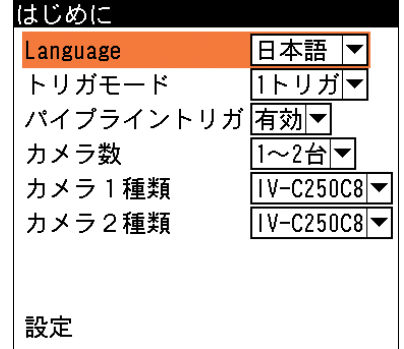 はじめに
Language 日本語
トリガモード 1トリガ
パイプライントリガ 有効
カメラ数 1～2台
カメラ１種類 IV-C250C8
カメラ２種類 IV-C250C8
設定